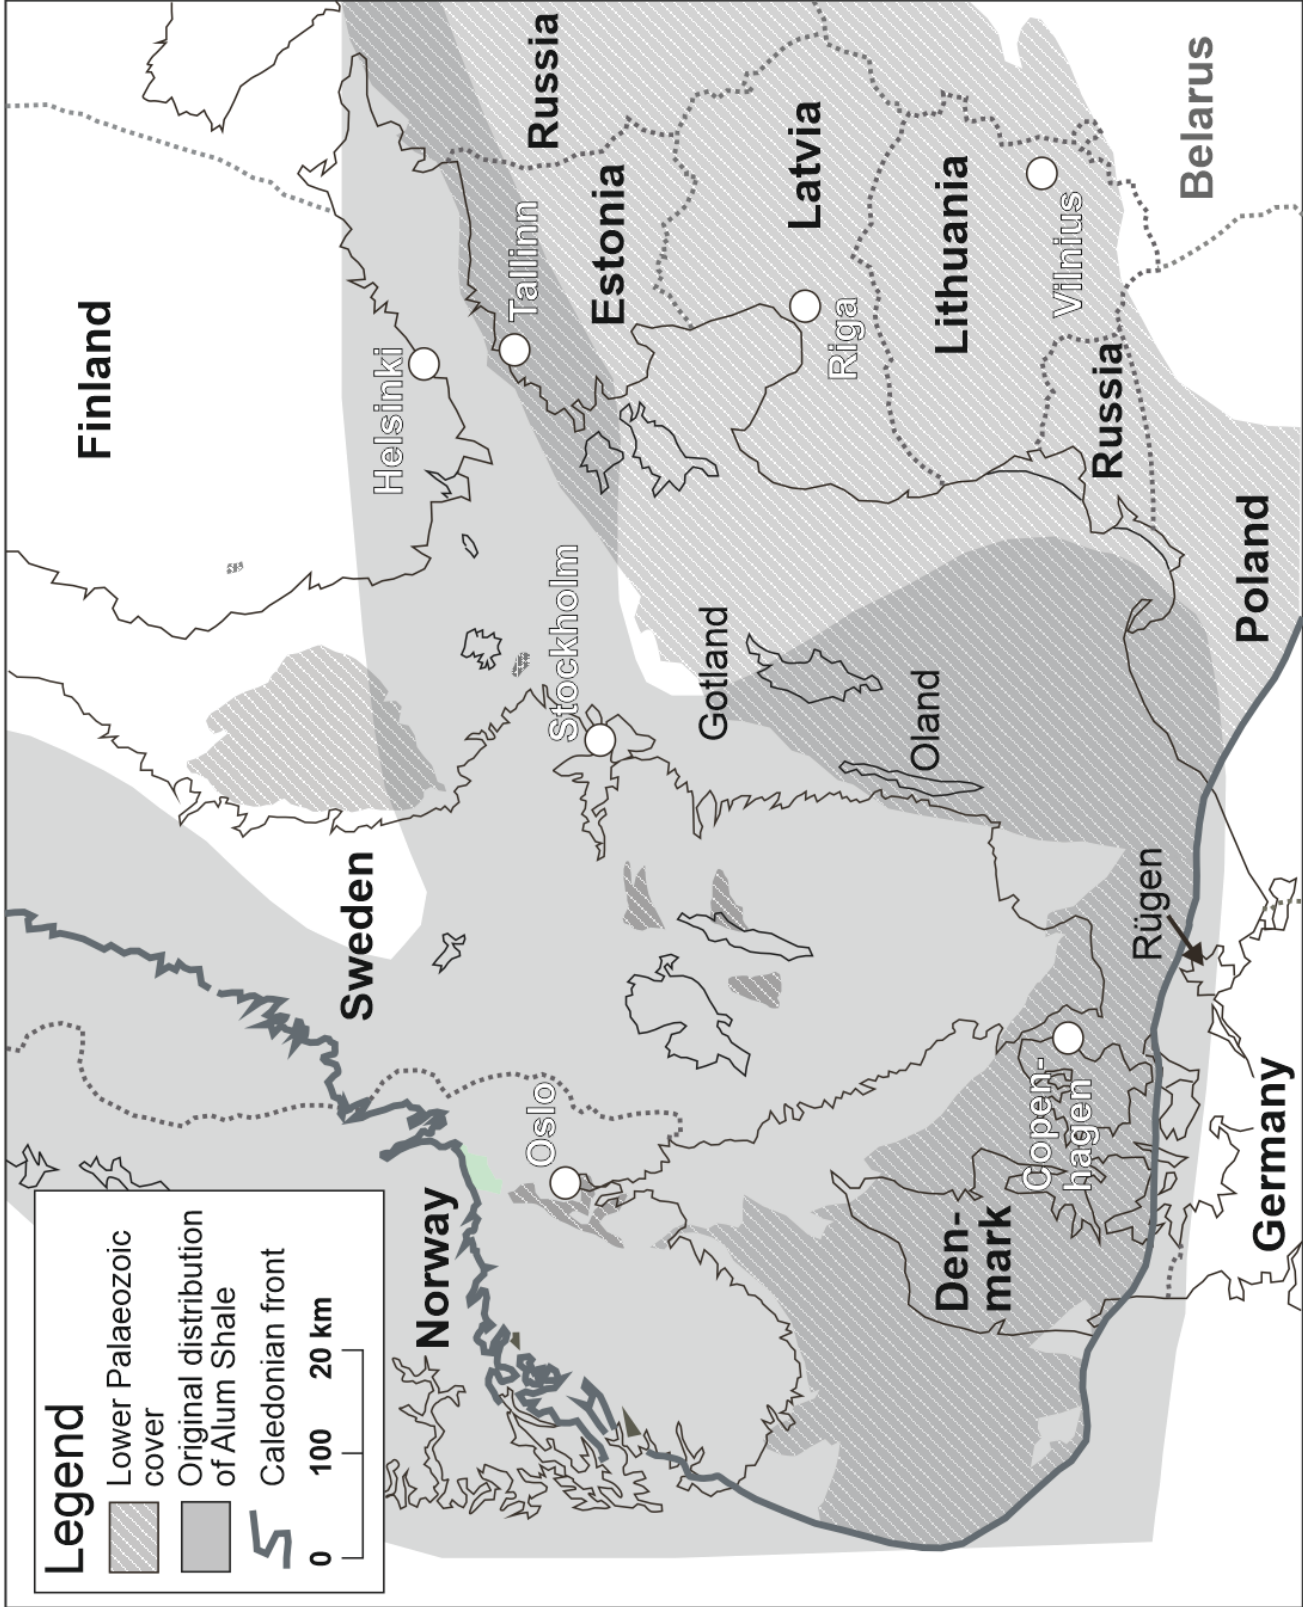 Legend
Lower Palaeozoic
cover
Original distribution
of Alum Shale
Caledonian front
0 100 20 km
Norway
Sweden
Finland
Helsinki
Oslo
Stockholm
Tallinn
Russia
Estonia
Gotland
Latvia
Riga
Oland
Lithuania
Den-
mark
Copen-
hagen
Vilnius
Russia
Rügen
Belarus
Germany
Poland